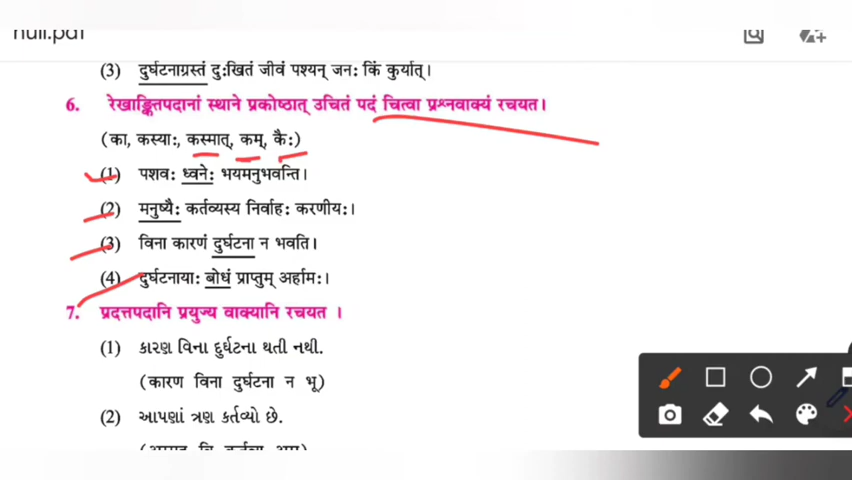 null.pdf
(3) दुर्घटनाग्रस्तं दुःखितं जीवं पश्यन् जनः किं कुर्यात्।
6. रेखाङ्कितपदानां स्थाने प्रकोष्ठात् उचितं पदं चित्वा प्रश्नवाक्यं रचयत।
(का, कस्याः, कस्मात्, कम्, कैः)
(1) पशवः ध्वनेः भयमनुभवन्ति।
(2) मनुष्यैः कर्तव्यस्य निर्वाहः करणीयः।
(3) विना कारणं दुर्घटना न भवति।
(4) दुर्घटनायाः बोधं प्राप्तुम् अर्हामः।
7. प्रदत्तपदानि प्रयुज्य वाक्यानि रचयत ।
(1) કારણ વિના દુર્ઘટના થતી નથી.
(कारण विना दुर्घटना न भू)
(2) આપણાં ત્રણ કર્તવ્યો છે.